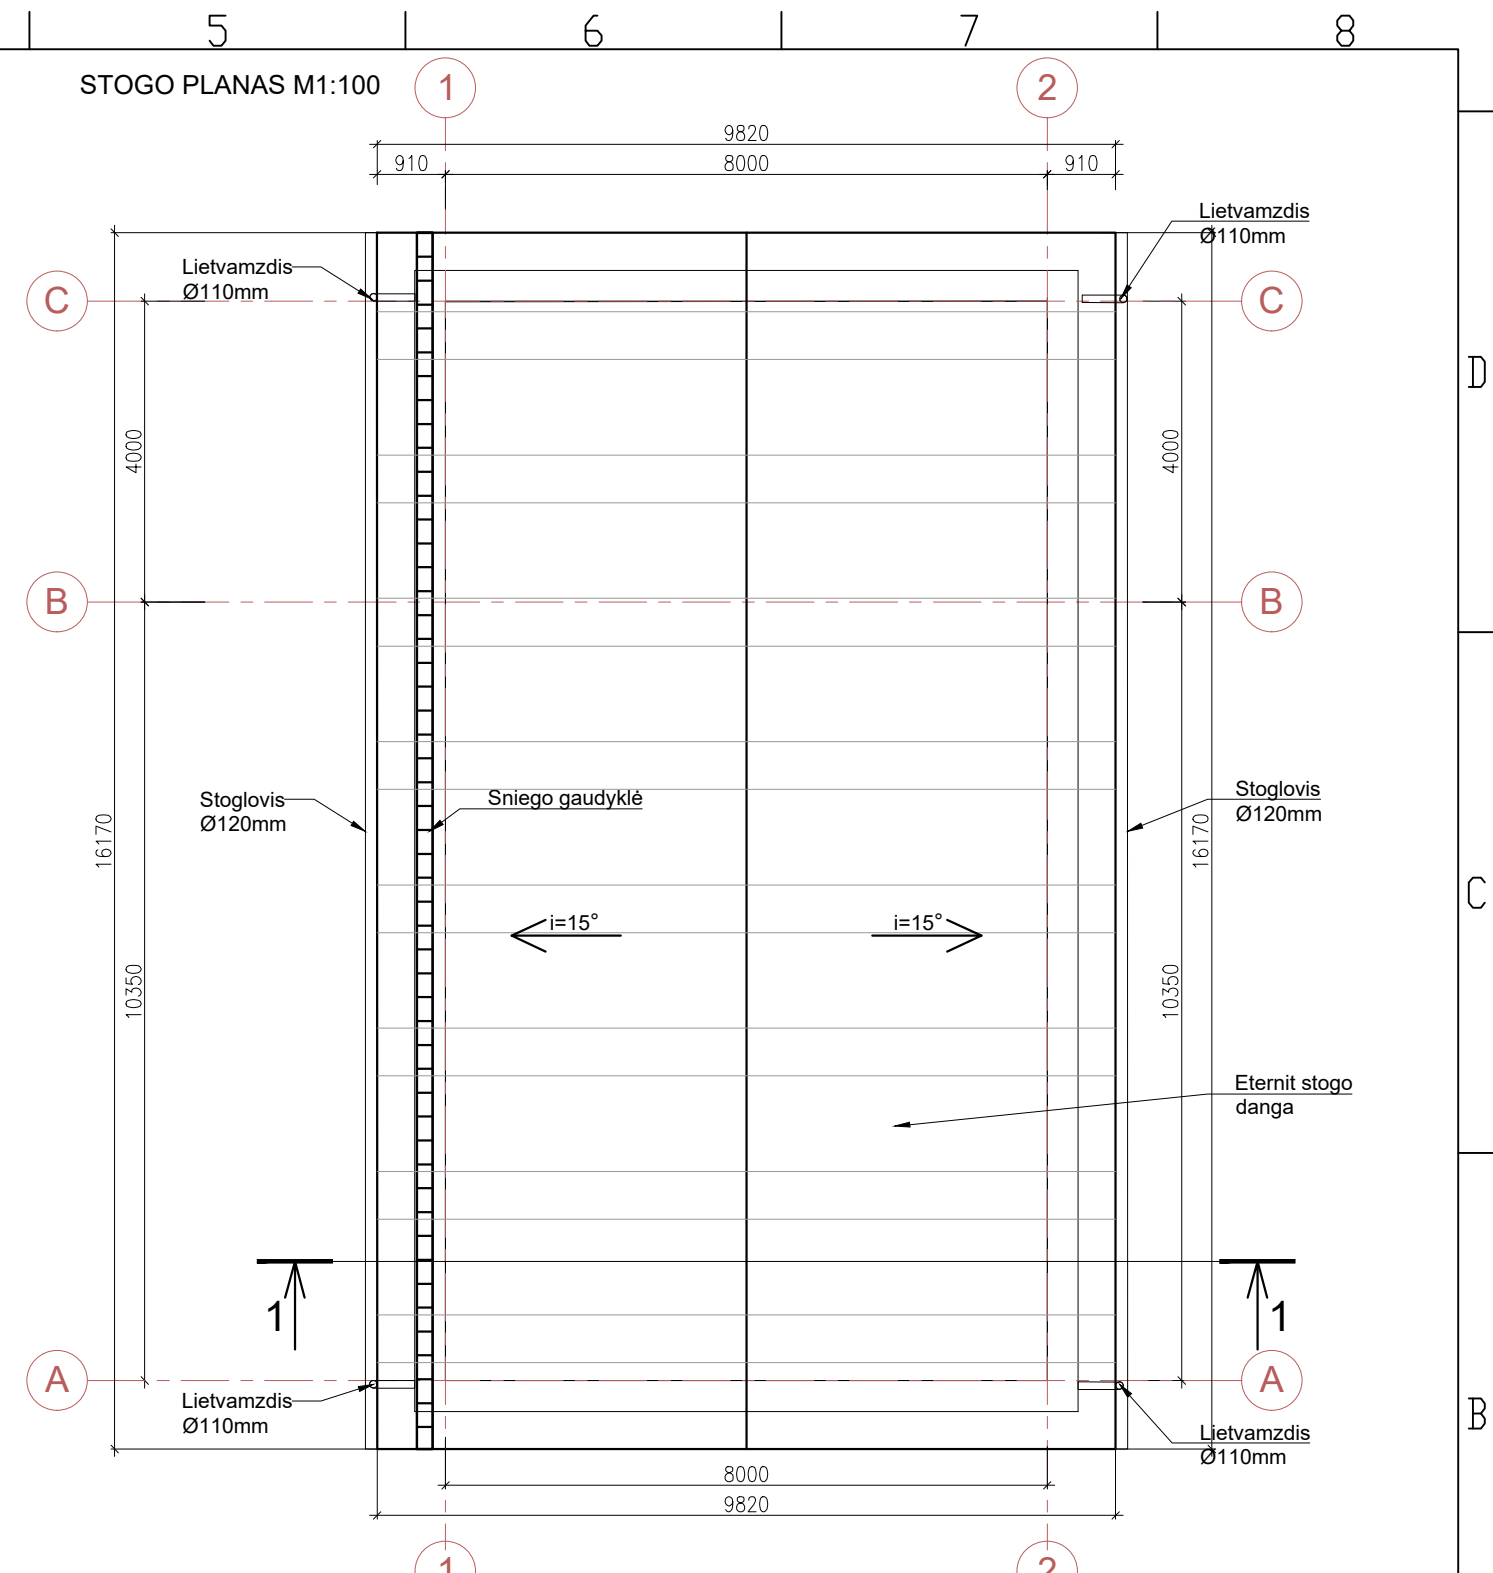 5 6 7 8
STOGO PLANAS M1:100
1 2
9820
910 8000 910
Lietvamzdis
Ø110mm
Lietvamzdis
Ø110mm
C C
D
4000 4000
B B
Stoglovis
Ø120mm
Sniego gaudyklė
Stoglovis
Ø120mm
16170 16170
C
i=15° i=15°
10350 10350
Eternit stogo
danga
1 1
A A
Lietvamzdis
Ø110mm
B
Lietvamzdis
Ø110mm
8000
9820
1 2